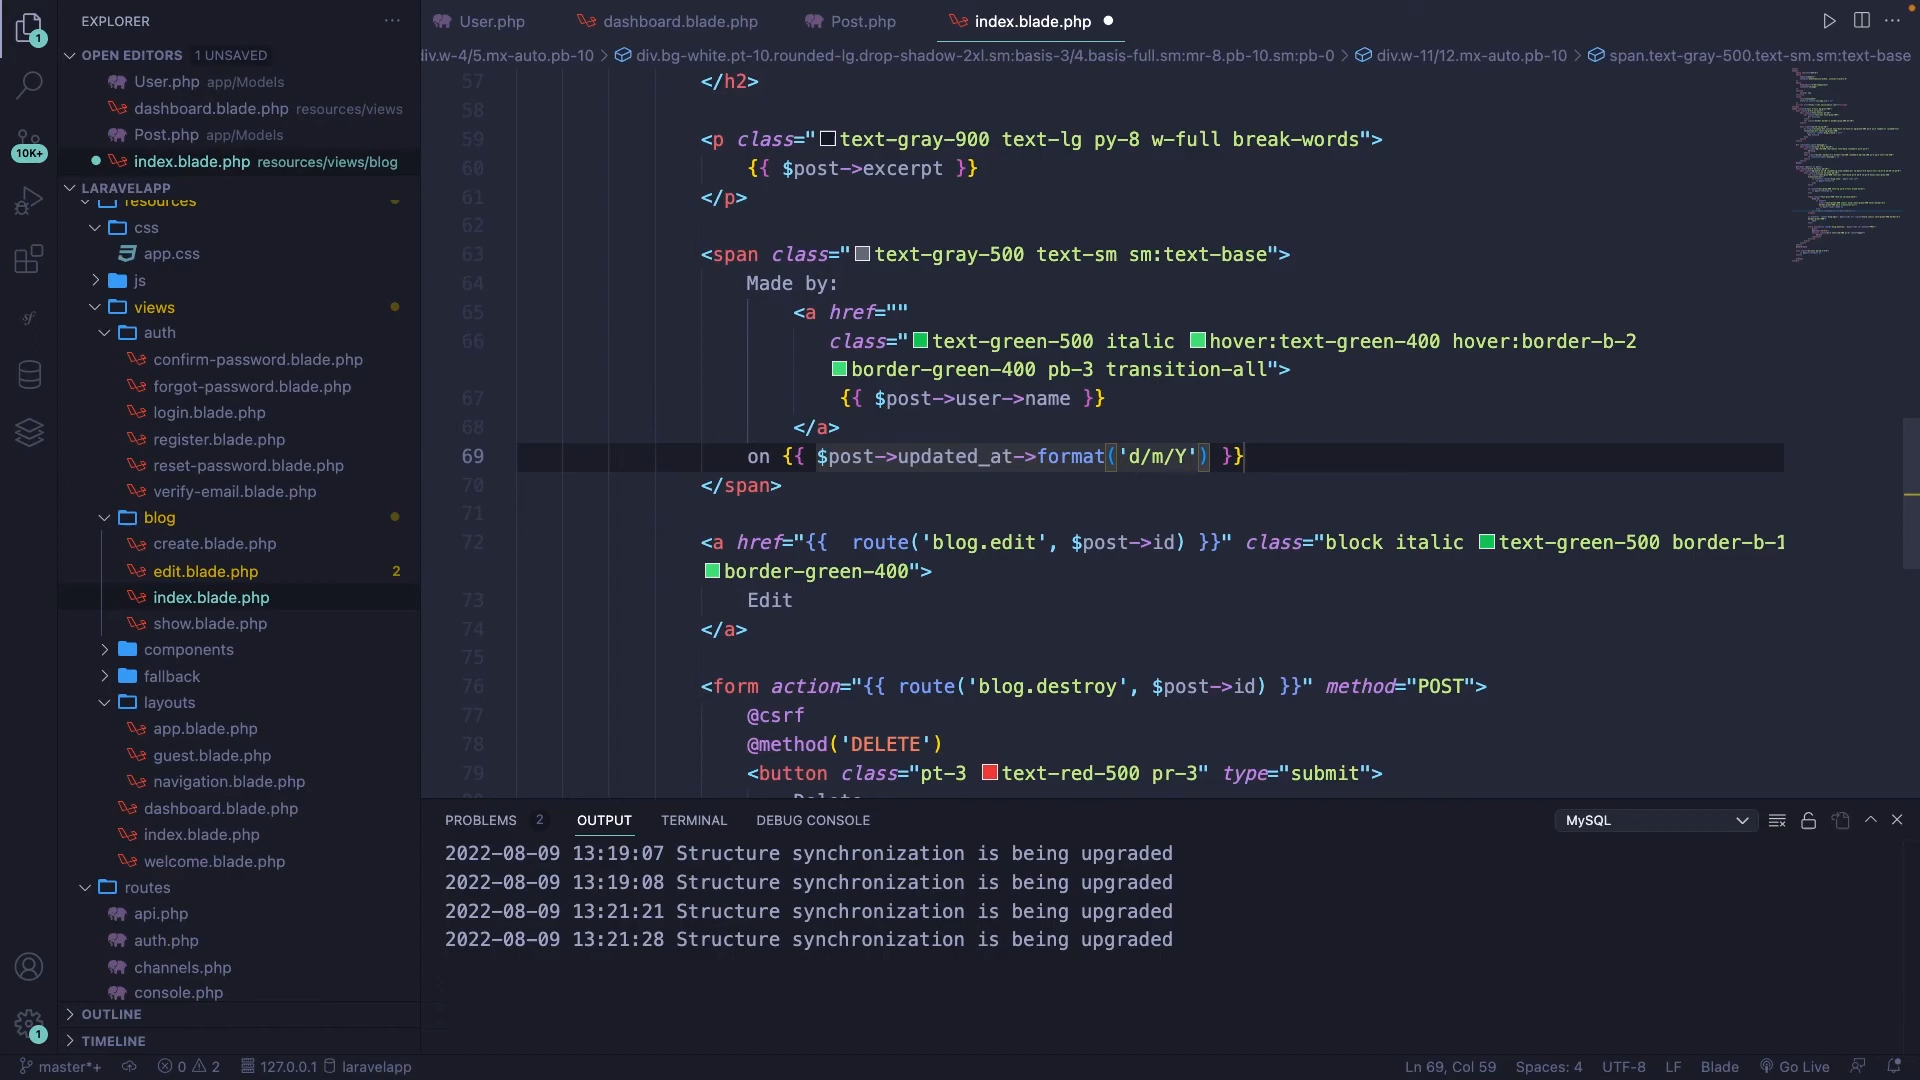 EXPLORER
OPEN EDITORS 1 UNSAVED
User.php app/Models
dashboard.blade.php resources/views
Post.php app/Models
index.blade.php resources/views/blog
LARAVELAPP
resources
css
app.css
js
views
auth
confirm-password.blade.php
forgot-password.blade.php
login.blade.php
register.blade.php
reset-password.blade.php
verify-email.blade.php
blog
create.blade.php
edit.blade.php 2
index.blade.php
show.blade.php
components
fallback
layouts
app.blade.php
guest.blade.php
navigation.blade.php
dashboard.blade.php
index.blade.php
welcome.blade.php
routes
api.php
auth.php
channels.php
console.php
OUTLINE
TIMELINE
1
10K+
1
User.php
dashboard.blade.php
Post.php
index.blade.php
div.w-4/5.mx-auto.pb-10 > div.bg-white.pt-10.rounded-lg.drop-shadow-2xl.sm:basis-3/4.basis-full.sm:mr-8.pb-10.sm:pb-0 > div.w-11/12.mx-auto.pb-10 > span.text-gray-500.text-sm.sm:text-base
57 </h2>
58
59 <p class="text-gray-900 text-lg py-8 w-full break-words">
60 {{ $post->excerpt }}
61 </p>
62
63 <span class="text-gray-500 text-sm sm:text-base">
64 Made by:
65 <a href=""
66 class="text-green-500 italic hover:text-green-400 hover:border-b-2
border-green-400 pb-3 transition-all">
67 {{ $post->user->name }}
68 </a>
69 on {{ $post->updated_at->format('d/m/Y') }}
70 </span>
71
72 <a href="{{  route('blog.edit', $post->id) }}" class="block italic text-green-500 border-b-1
border-green-400">
73 Edit
74 </a>
75
76 <form action="{{ route('blog.destroy', $post->id) }}" method="POST">
77 @csrf
78 @method('DELETE')
79 <button class="pt-3 text-red-500 pr-3" type="submit">
80 Delete
PROBLEMS 2 OUTPUT TERMINAL DEBUG CONSOLE MySQL
2022-08-09 13:19:07 Structure synchronization is being upgraded
2022-08-09 13:19:08 Structure synchronization is being upgraded
2022-08-09 13:21:21 Structure synchronization is being upgraded
2022-08-09 13:21:28 Structure synchronization is being upgraded
master*+ 0 2 127.0.0.1 laravelapp Ln 69, Col 59 Spaces: 4 UTF-8 LF Blade Go Live